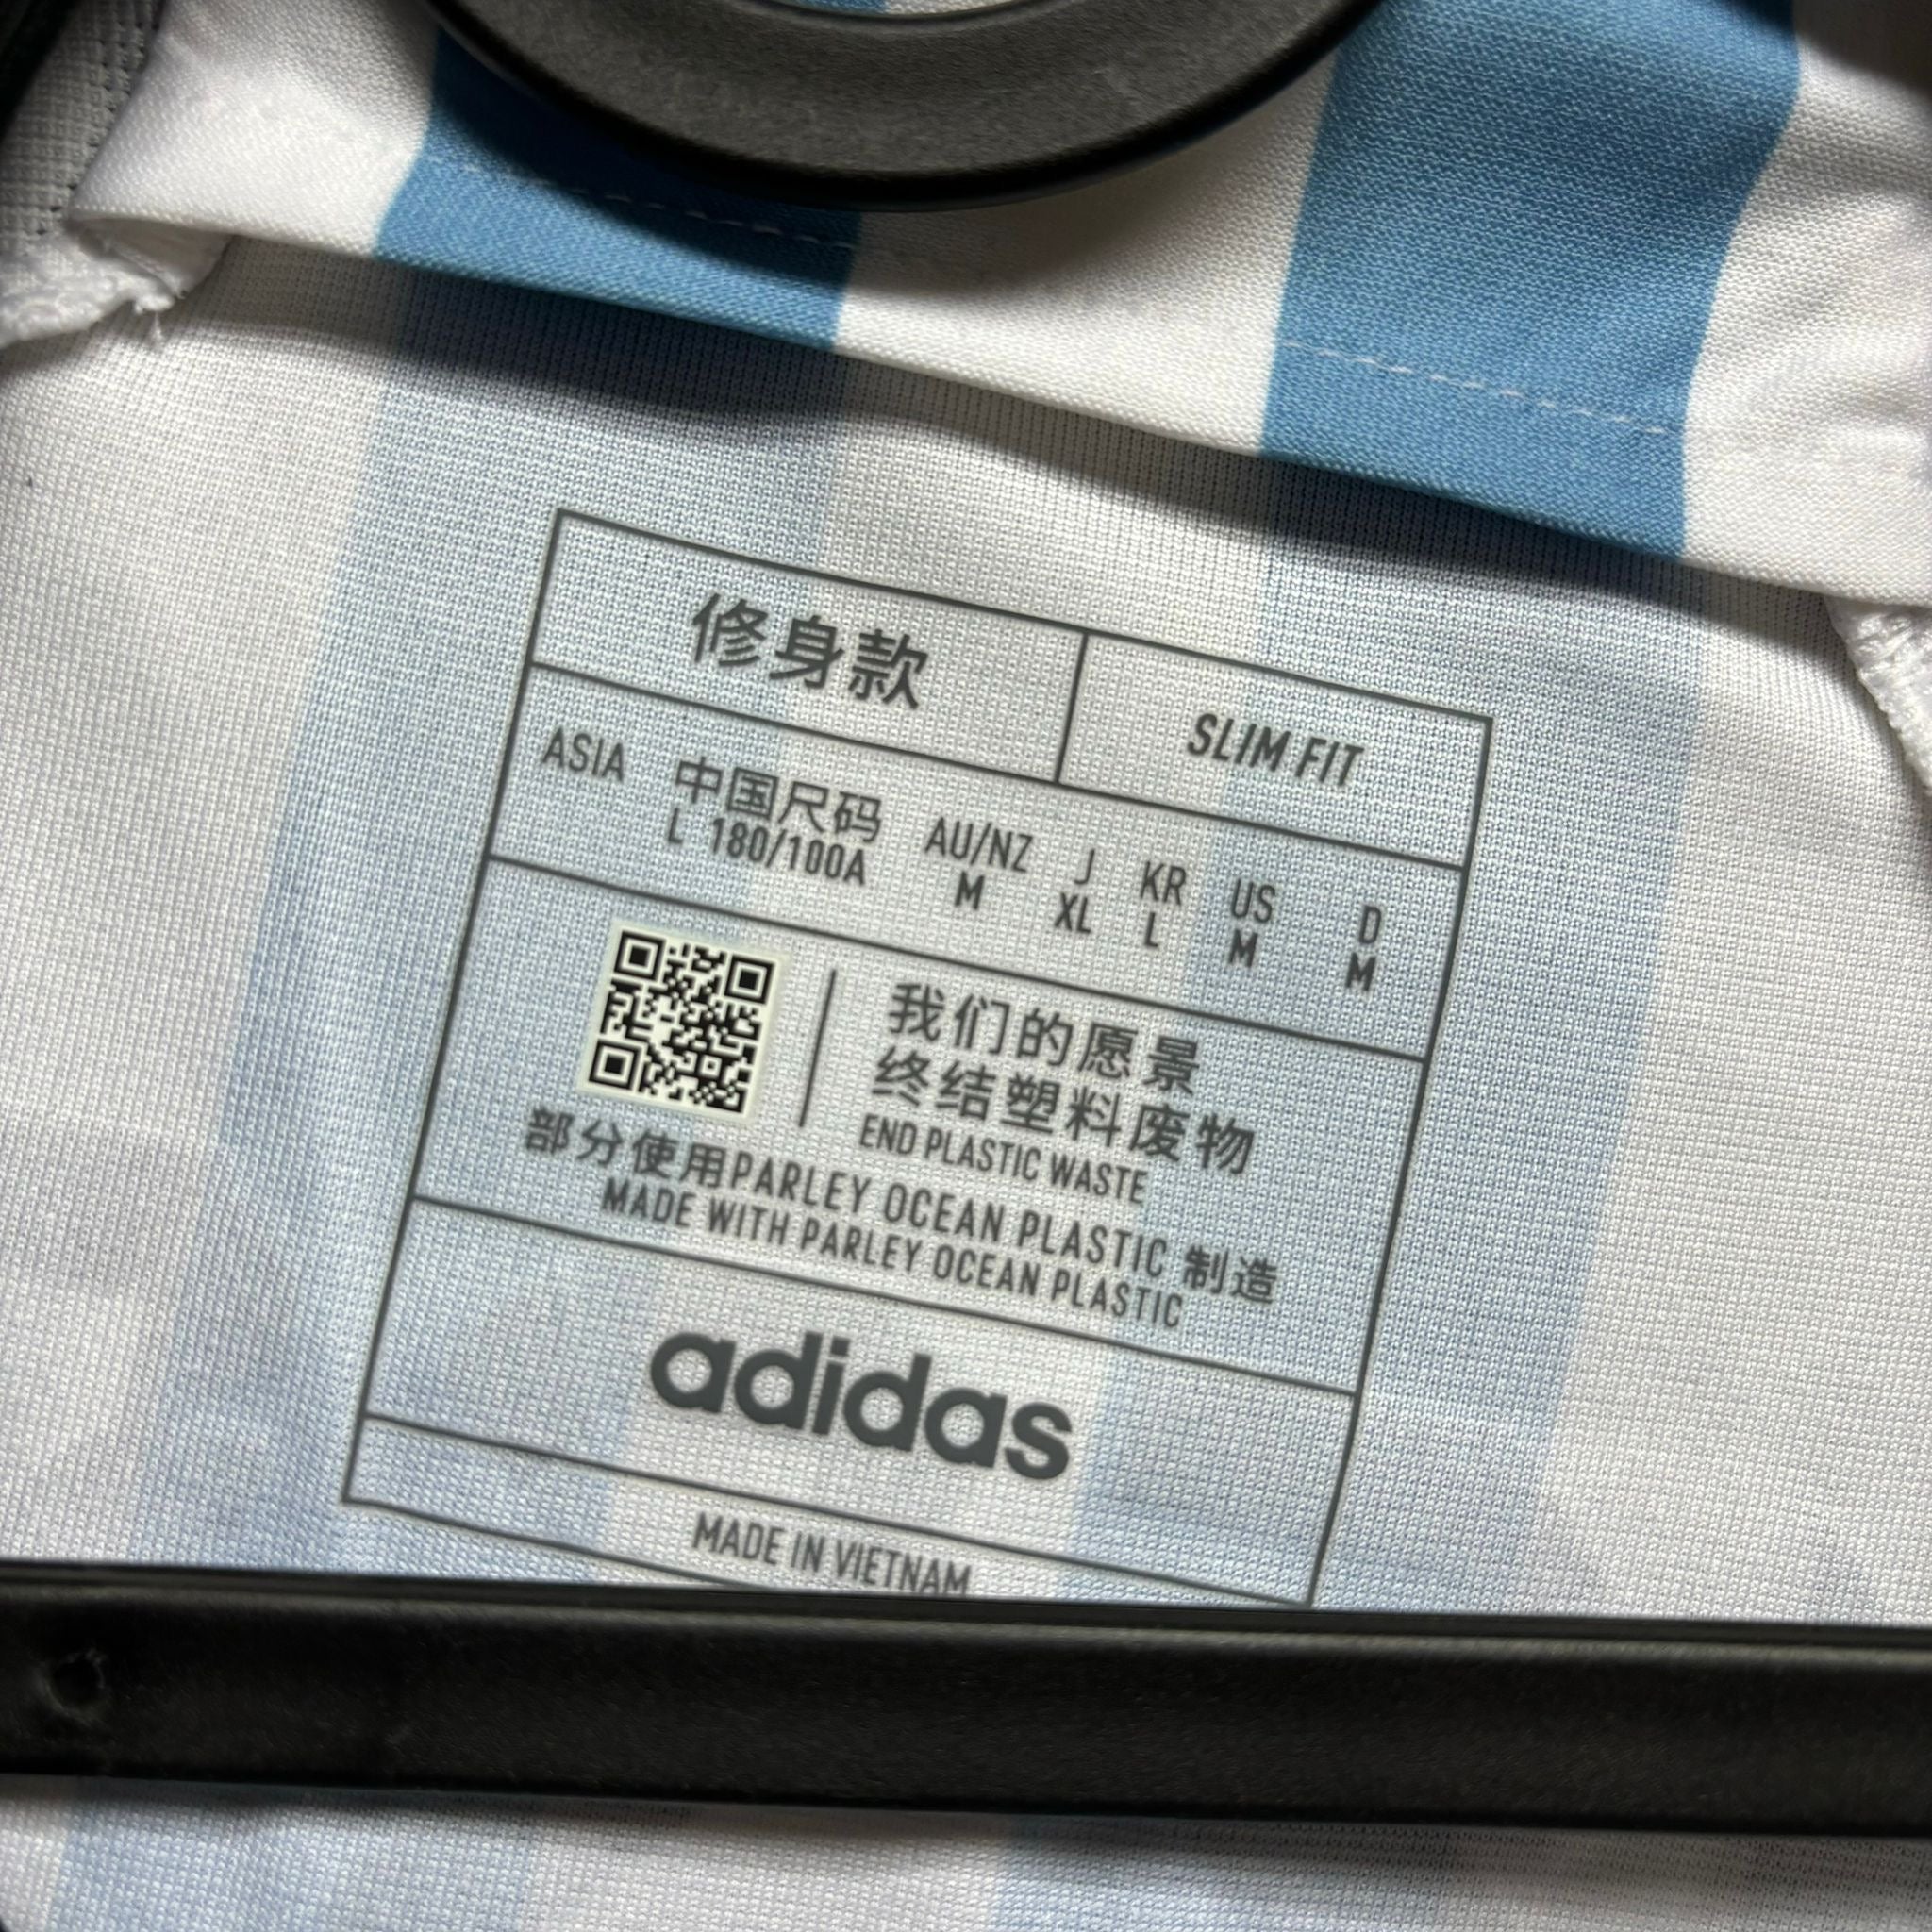 修身款
SLIM FIT
ASIA 中国尺码 AU/NZ J KR US D
L 180/100A M XL L M M
我们的愿景
终结塑料废物
END PLASTIC WASTE
部分使用PARLEY OCEAN PLASTIC 制造
MADE WITH PARLEY OCEAN PLASTIC
adidas
MADE IN VIETNAM